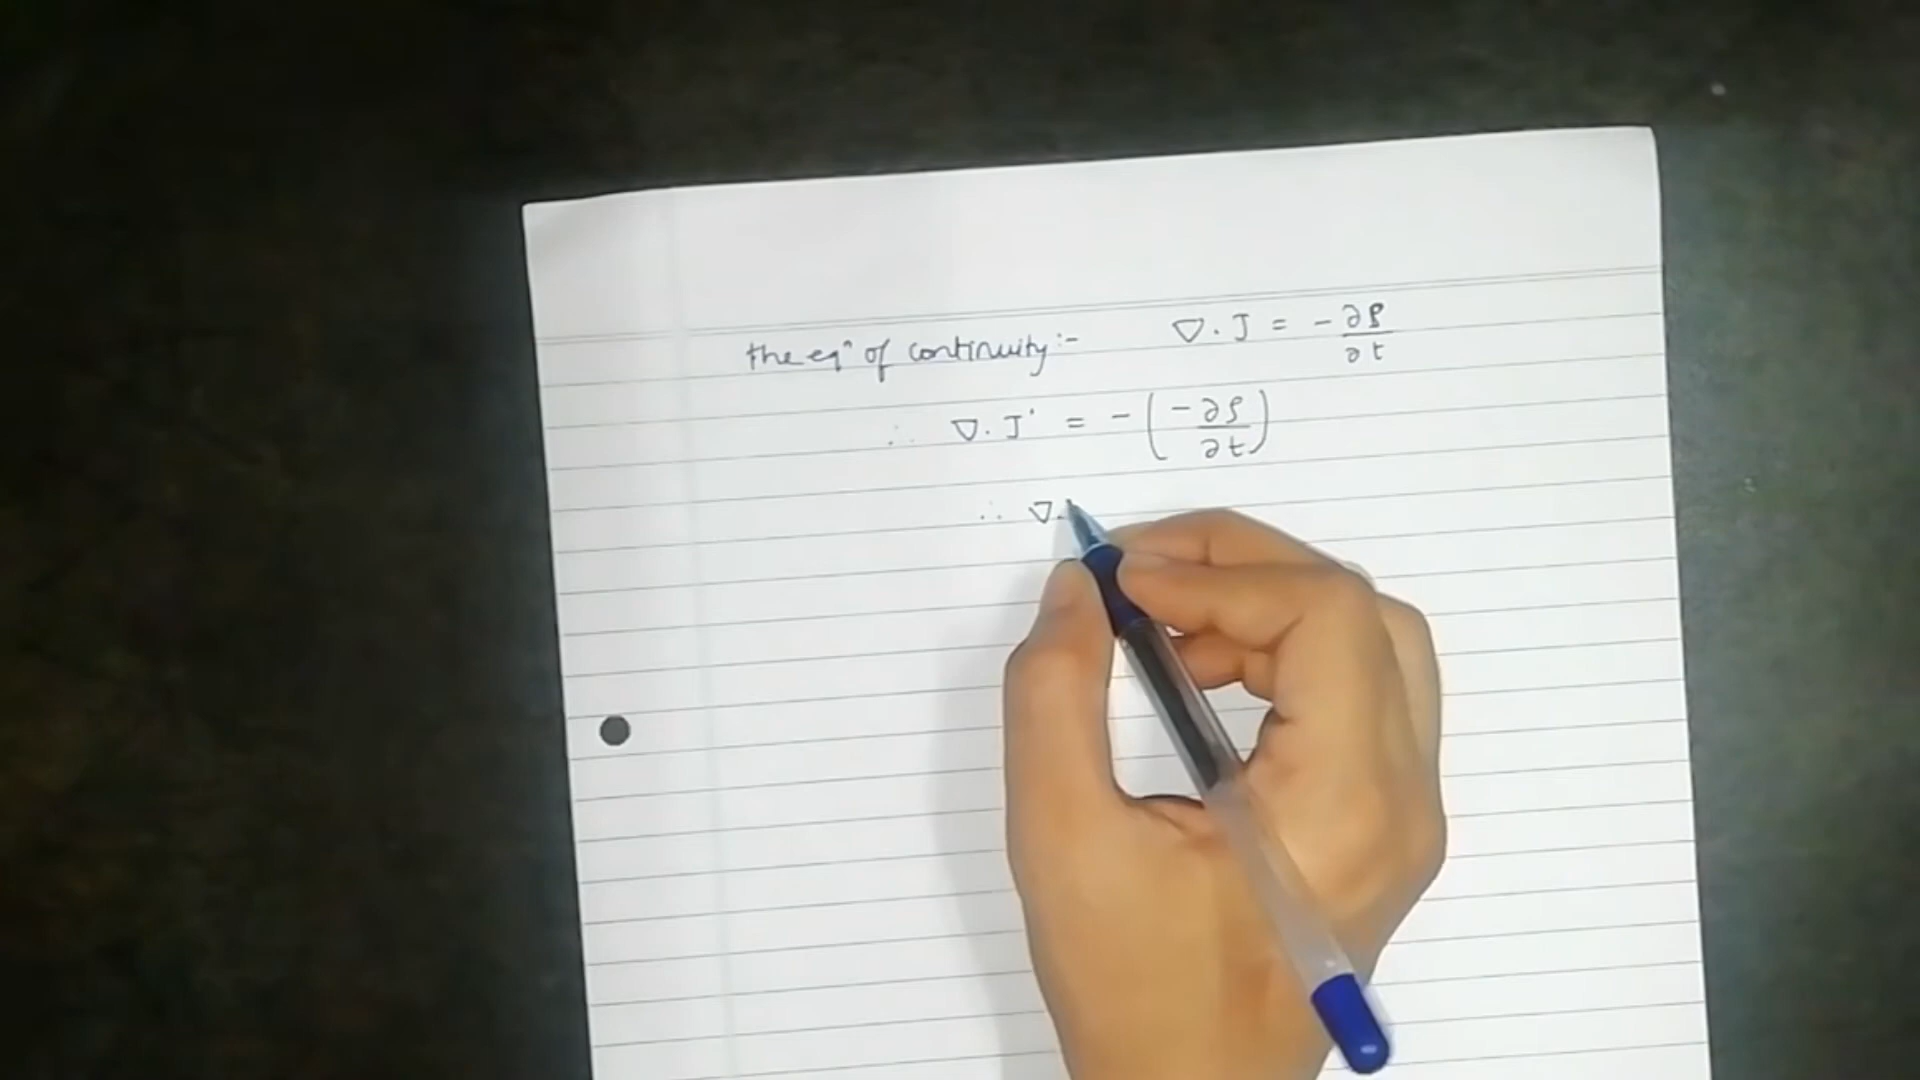 the eqⁿ of continuity:- ∇. J = - ∂ρ/∂t
∴ ∇. J' = - ( - ∂ρ/∂t )
∴ ∇.